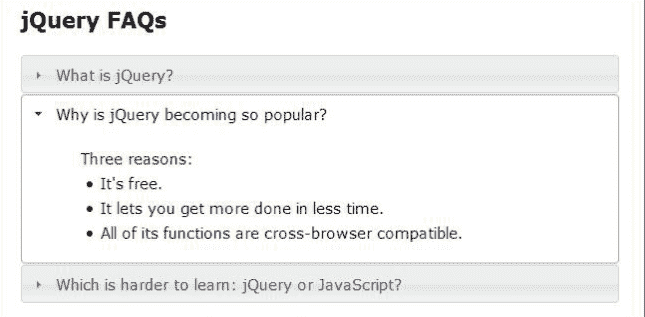 jQuery FAQs
What is jQuery?
Why is jQuery becoming so popular?
Three reasons:
• It's free.
• It lets you get more done in less time.
• All of its functions are cross-browser compatible.
Which is harder to learn: jQuery or JavaScript?